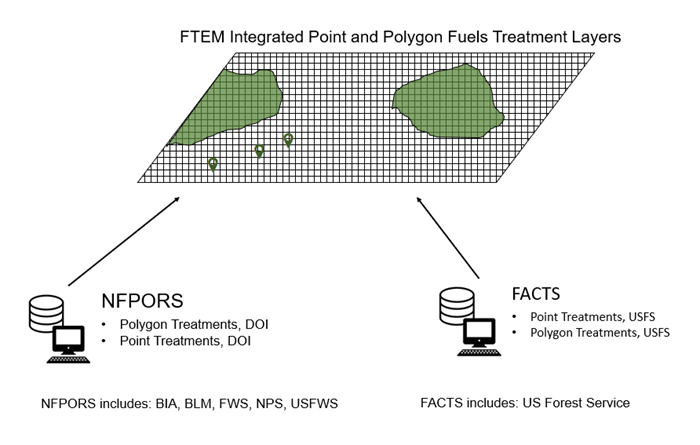 FTEM Integrated Point and Polygon Fuels Treatment Layers
NFPORS
• Polygon Treatments, DOI
• Point Treatments, DOI
FACTS
• Point Treatments, USFS
• Polygon Treatments, USFS
NFPORS includes: BIA, BLM, FWS, NPS, USFWS
FACTS includes: US Forest Service